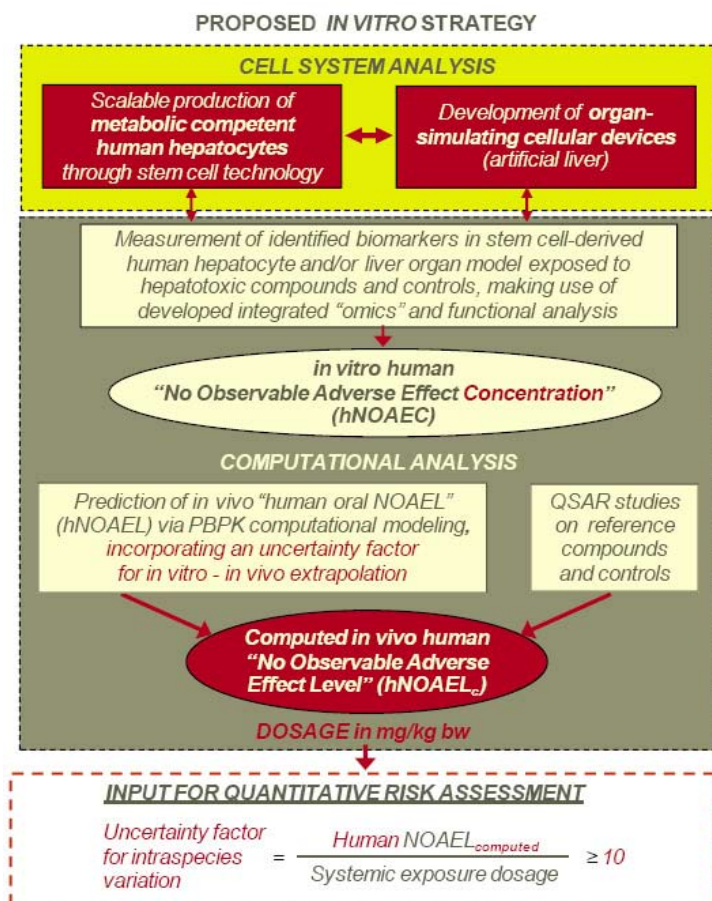 PROPOSED IN VITRO STRATEGY
CELL SYSTEM ANALYSIS
Scalable production of
metabolic competent
human hepatocytes
through stem cell technology
Development of organ-
simulating cellular devices
(artificial liver)
Measurement of identified biomarkers in stem cell-derived
human hepatocyte and/or liver organ model exposed to
hepatotoxic compounds and controls, making use of
developed integrated “omics” and functional analysis
in vitro human
“No Observable Adverse Effect Concentration”
(hNOAEC)
COMPUTATIONAL ANALYSIS
Prediction of in vivo “human oral NOAEL”
(hNOAEL) via PBPK computational modeling,
incorporating an uncertainty factor
for in vitro - in vivo extrapolation
QSAR studies
on reference
compounds
and controls
Computed in vivo human
“No Observable Adverse
Effect Level” (hNOAELc)
DOSAGE in mg/kg bw
INPUT FOR QUANTITATIVE RISK ASSESSMENT
Uncertainty factor
for intraspecies
variation
=
Human NOAELcomputed
Systemic exposure dosage
≥ 10